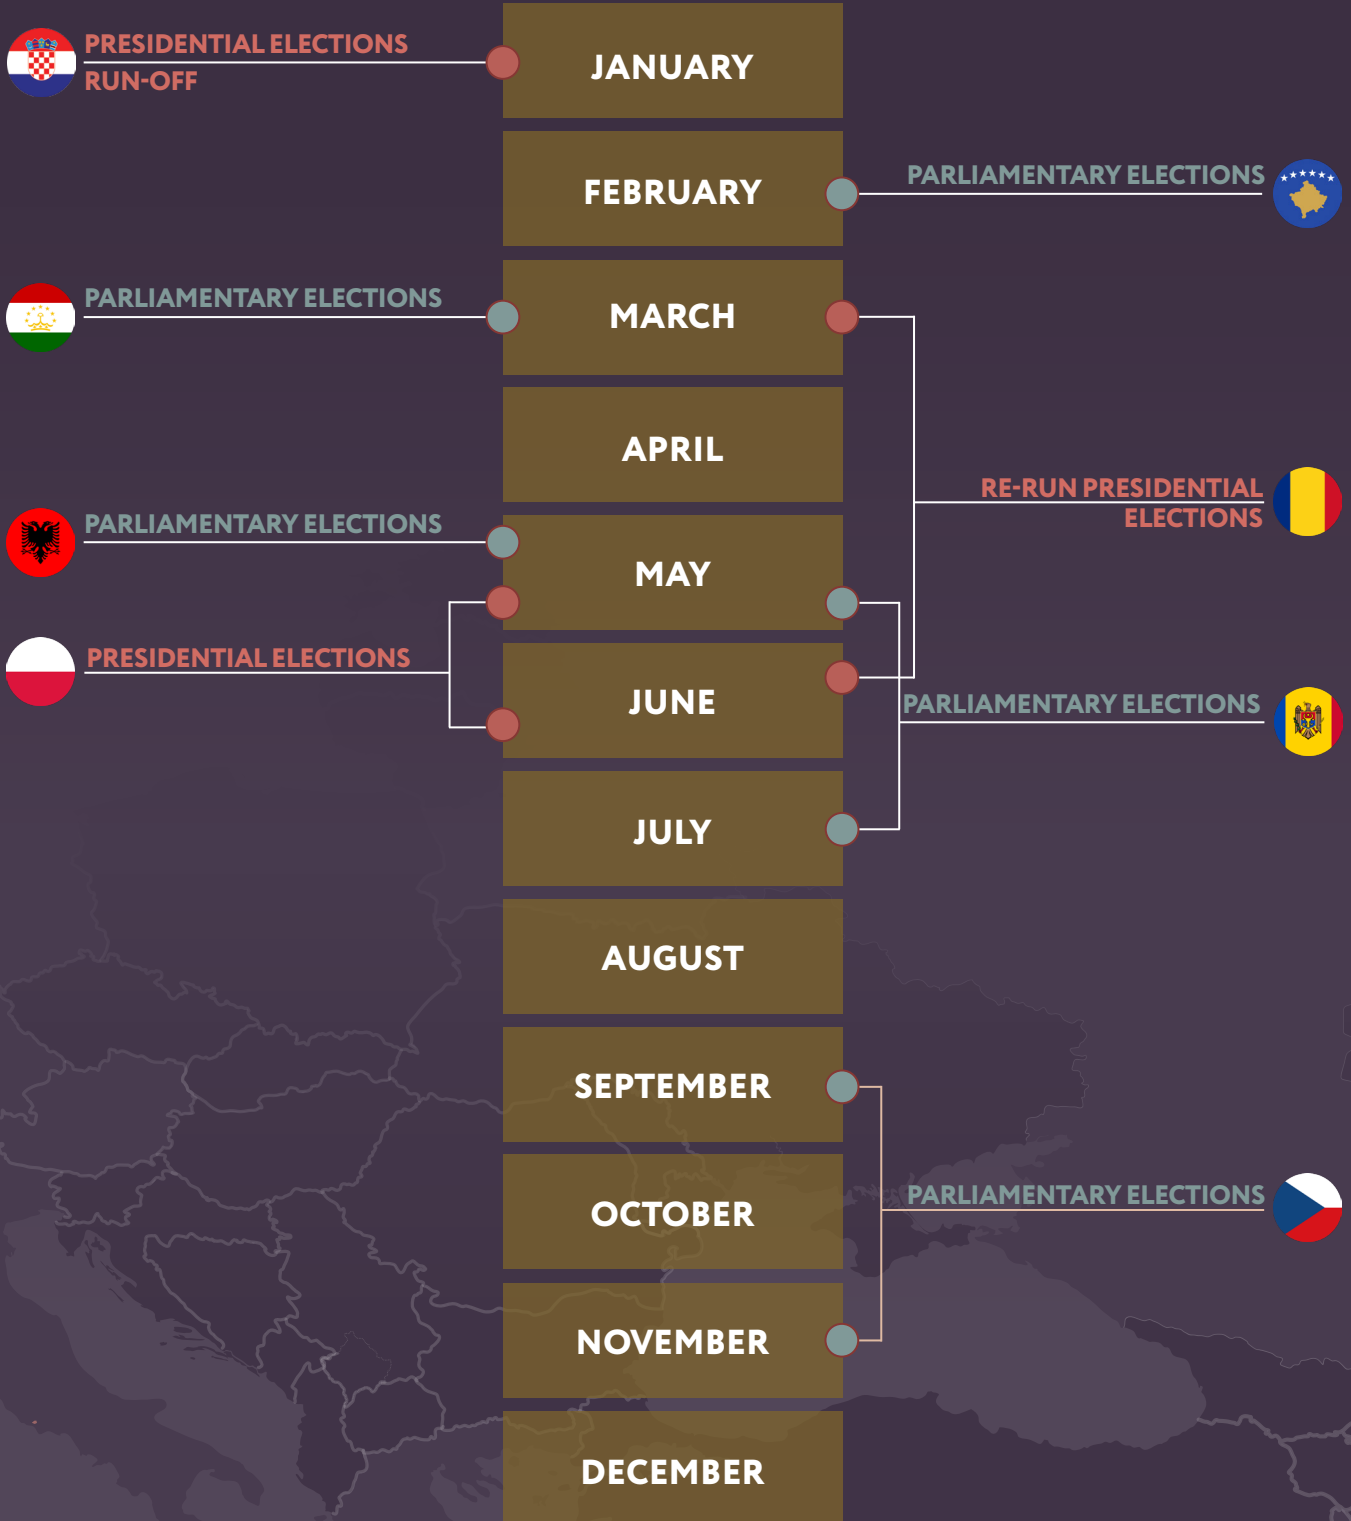 PRESIDENTIAL ELECTIONS
RUN-OFF
JANUARY
FEBRUARY
PARLIAMENTARY ELECTIONS
PARLIAMENTARY ELECTIONS
MARCH
APRIL
RE-RUN PRESIDENTIAL
ELECTIONS
PARLIAMENTARY ELECTIONS
MAY
PRESIDENTIAL ELECTIONS
JUNE
PARLIAMENTARY ELECTIONS
JULY
AUGUST
SEPTEMBER
OCTOBER
PARLIAMENTARY ELECTIONS
NOVEMBER
DECEMBER